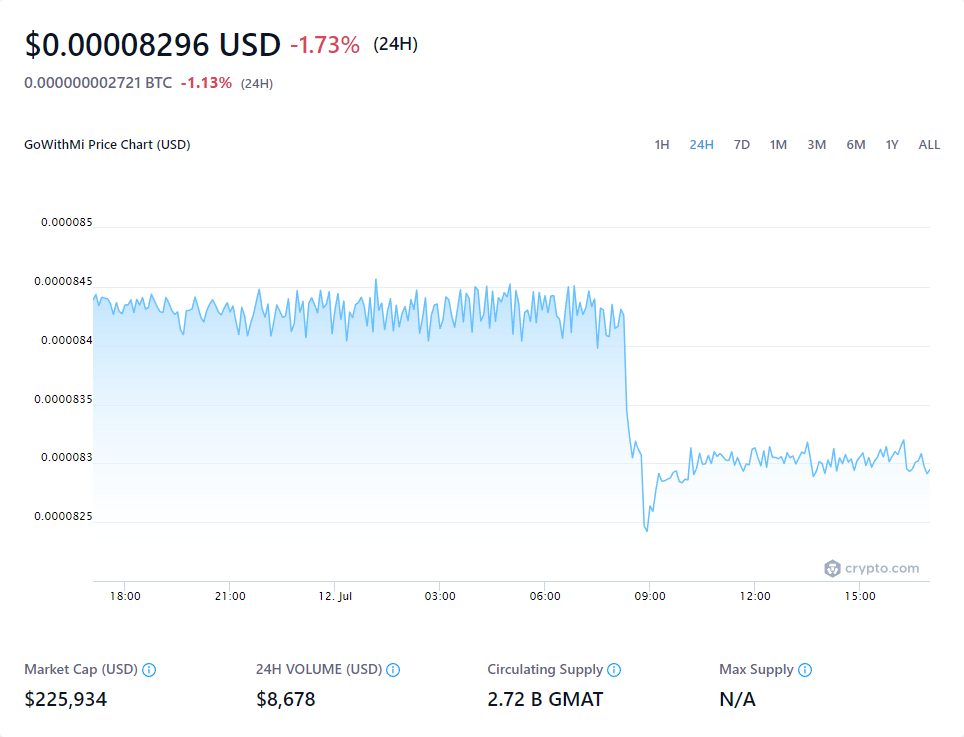 $0.00008296 USD -1.73% (24H)
0.000000002721 BTC -1.13% (24H)
GoWithMi Price Chart (USD) 1H 24H 7D 1M 3M 6M 1Y ALL
0.000085
0.0000845
0.000084
0.0000835
0.000083
0.0000825
crypto.com
18:00 21:00 12. Jul 03:00 06:00 09:00 12:00 15:00
Market Cap (USD) 24H VOLUME (USD) Circulating Supply Max Supply
$225,934 $8,678 2.72 B GMAT N/A